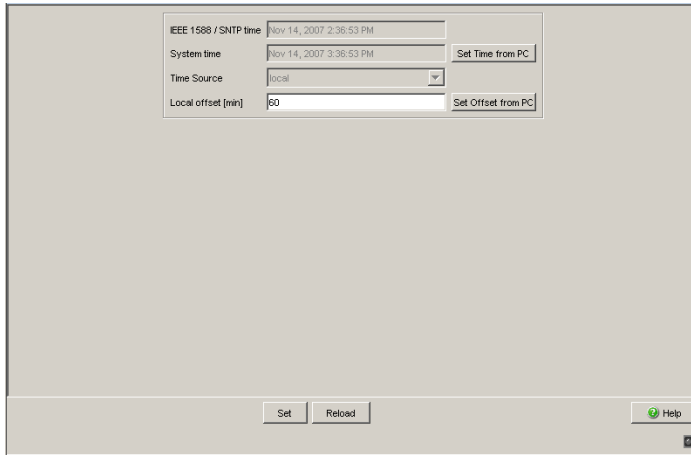 IEEE 1588 / SNTP time Nov 14, 2007 2:36:53 PM
System time Nov 14, 2007 3:36:53 PM Set Time from PC
Time Source local
Local offset [min] 60 Set Offset from PC
Set Reload Help